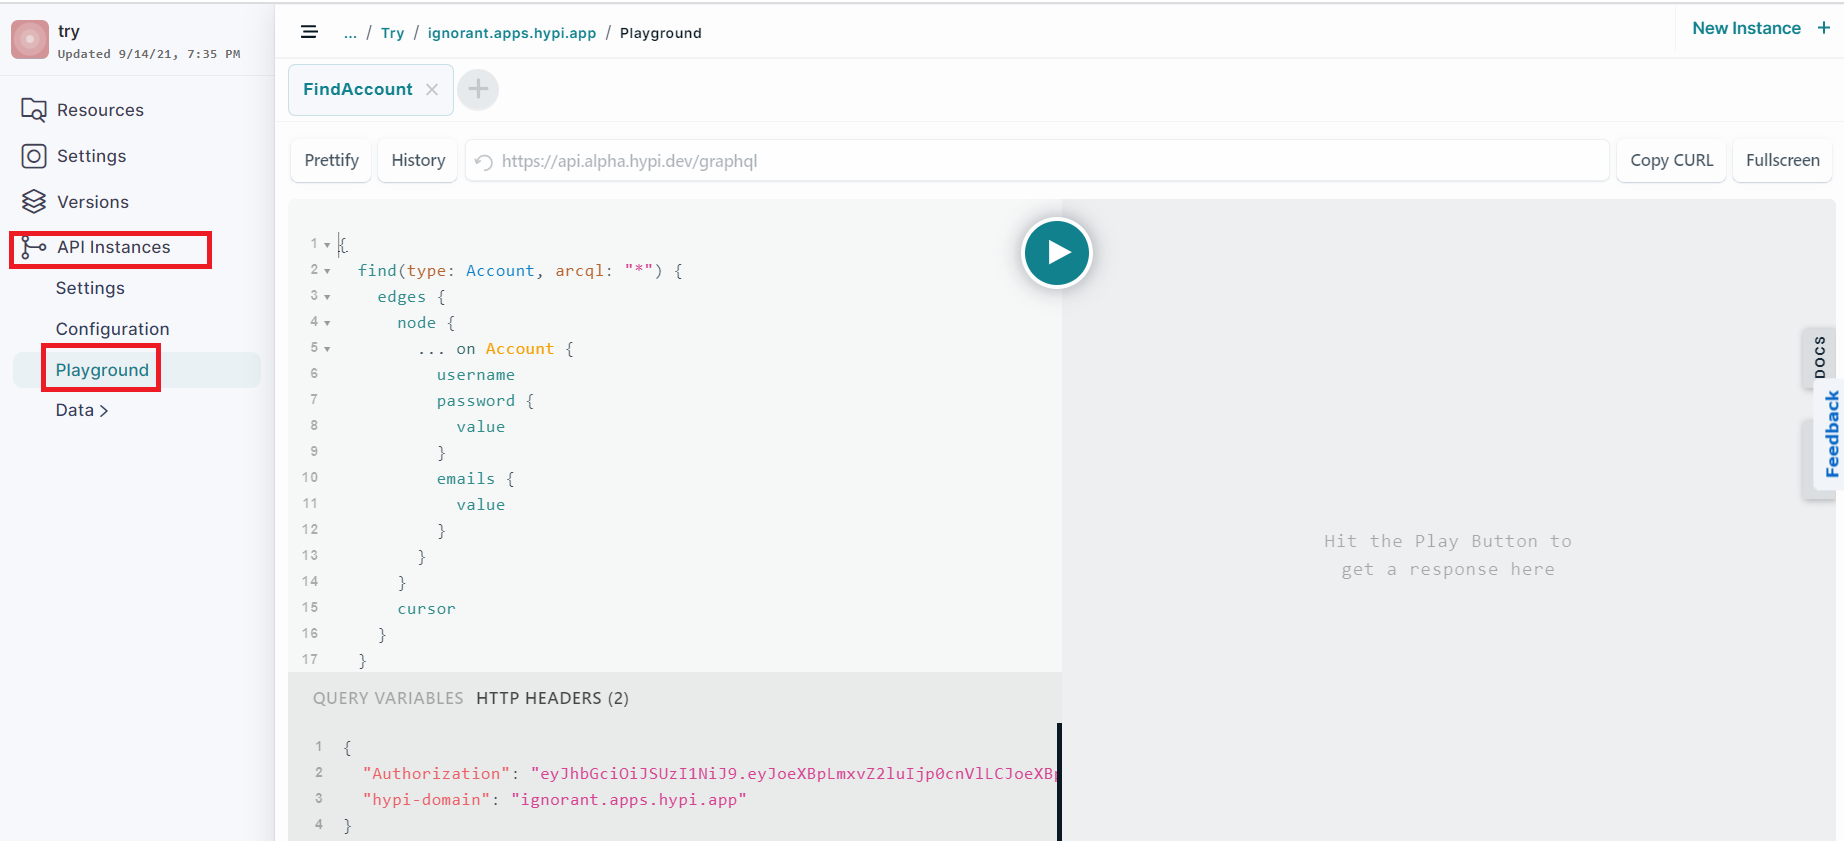 try
Updated 9/14/21, 7:35 PM
Resources
Settings
Versions
API Instances
Settings
Configuration
Playground
Data >
... / Try / ignorant.apps.hypi.app / Playground
New Instance +
FindAccount × +
Prettify
History
https://api.alpha.hypi.dev/graphql
Copy CURL
Fullscreen
1 {
2 find(type: Account, arcql: "*") {
3 edges {
4 node {
5 ... on Account {
6 username
7 password {
8 value
9 }
10 emails {
11 value
12 }
13 }
14 }
15 cursor
16 }
17 }
QUERY VARIABLES HTTP HEADERS (2)
1 {
2 "Authorization": "eyJhbGciOiJSUzI1NiJ9.eyJoeXBpLmxvZ2luIjp0cnVlLCJoeXBp
3 "hypi-domain": "ignorant.apps.hypi.app"
4 }
Hit the Play Button to
get a response here
DOCS
Feedback